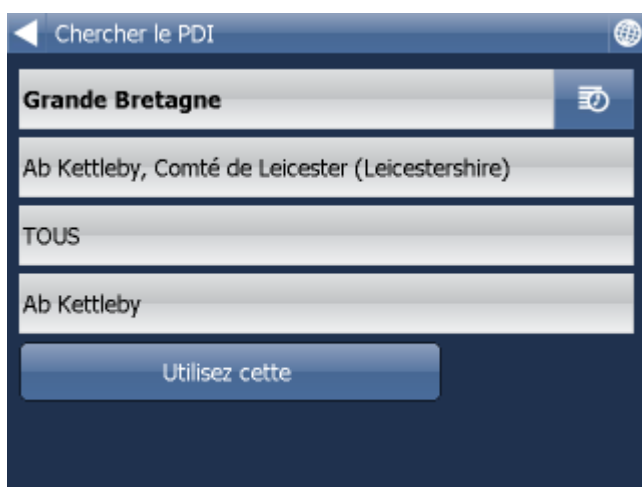 Chercher le PDI
Grande Bretagne
Ab Kettleby, Comté de Leicester (Leicestershire)
TOUS
Ab Kettleby
Utilisez cette